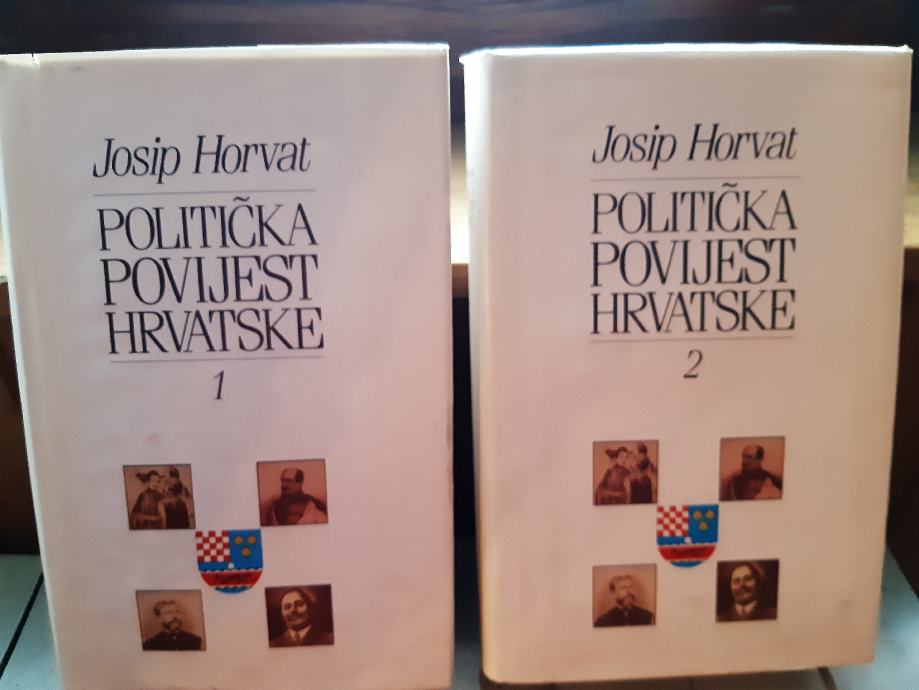 Josip Horvat
POLITIČKA
POVIJEST
HRVATSKE
1
Josip Horvat
POLITIČKA
POVIJEST
HRVATSKE
2